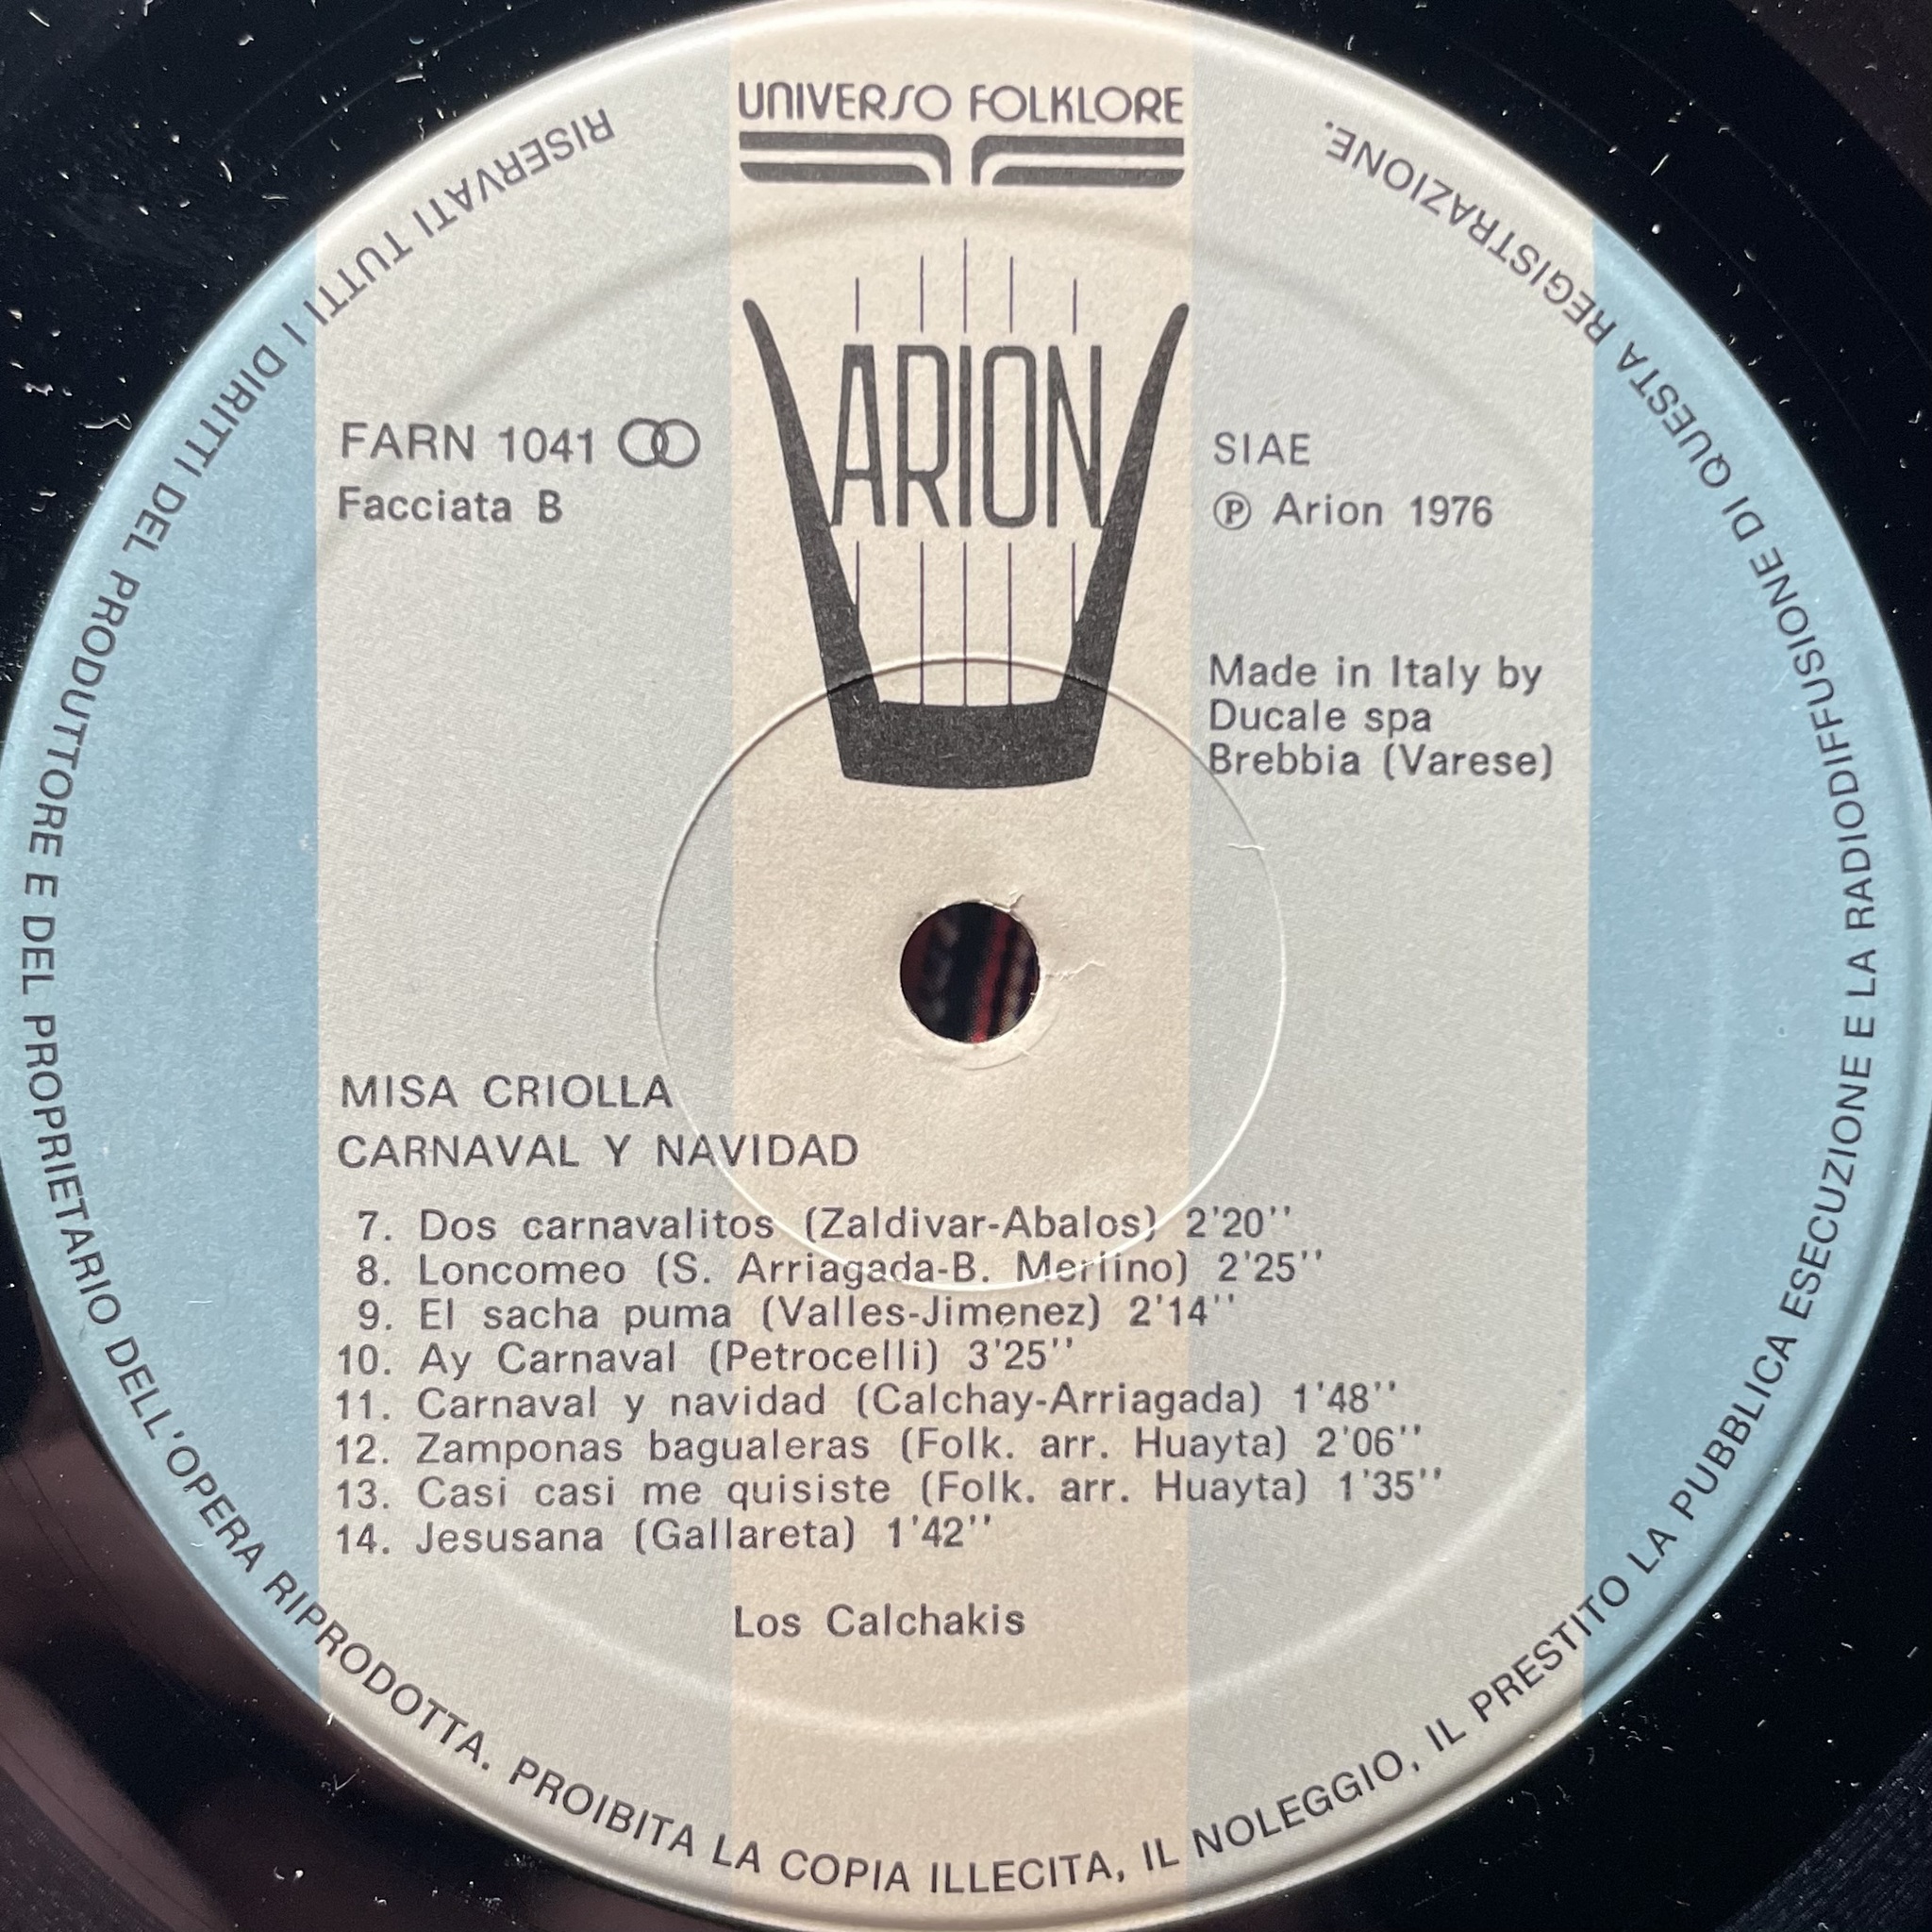 UNIVERSO FOLKLORE
ARION
FARN 1041
Facciata B
SIAE
℗ Arion 1976
Made in Italy by
Ducale spa
Brebbia (Varese)
MISA CRIOLLA
CARNAVAL Y NAVIDAD
7. Dos carnavalitos (Zaldivar-Abalos) 2'20''
8. Loncomeo (S. Arriagada-B. Merlino) 2'25''
9. El sacha puma (Valles-Jimenez) 2'14''
10. Ay Carnaval (Petrocelli) 3'25''
11. Carnaval y navidad (Calchay-Arriagada) 1'48''
12. Zamponas bagualeras (Folk. arr. Huayta) 2'06''
13. Casi casi me quisiste (Folk. arr. Huayta) 1'35''
14. Jesusana (Gallareta) 1'42''
Los Calchakis
RISERVATI TUTTI I DIRITTI DEL PRODUTTORE E DEL PROPRIETARIO DELL'OPERA RIPRODOTTA. PROIBITA LA COPIA ILLECITA, IL NOLEGGIO, IL PRESTITO LA PUBBLICA ESECUZIONE E LA RADIODIFFUSIONE DI QUESTA REGISTRAZIONE.